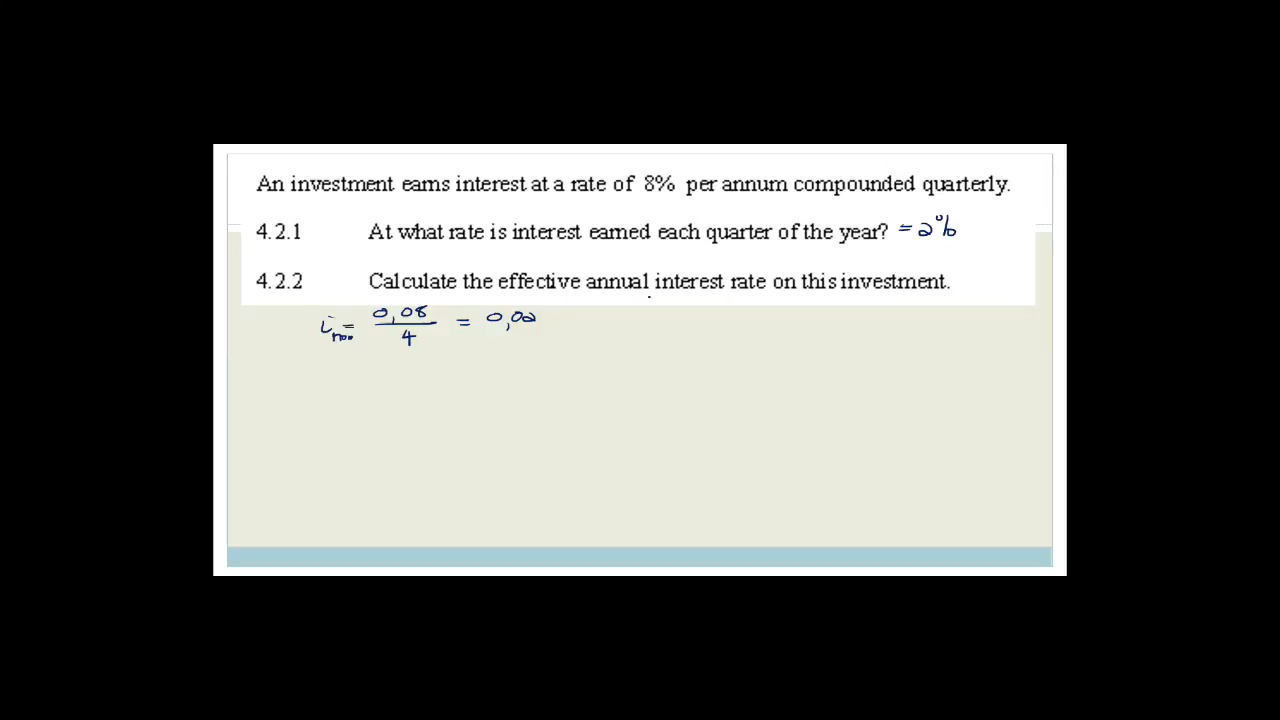 An investment earns interest at a rate of 8% per annum compounded quarterly.
4.2.1 At what rate is interest earned each quarter of the year? = 2%
4.2.2 Calculate the effective annual interest rate on this investment.
i = 0,08 / 4 = 0,02